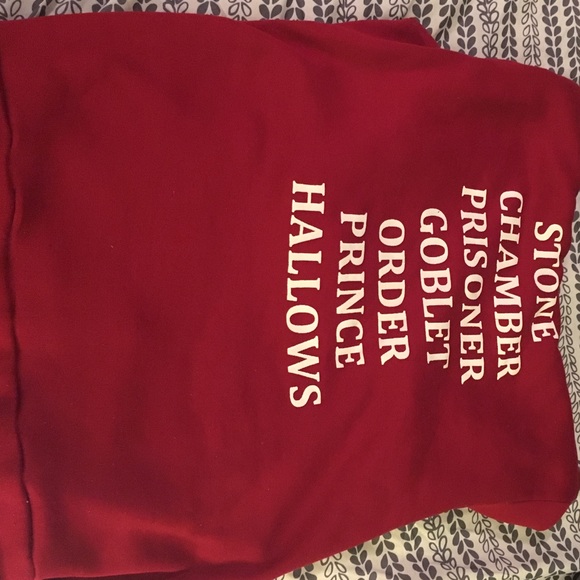 STONE
CHAMBER
PRISONER
GOBLET
ORDER
PRINCE
HALLOWS